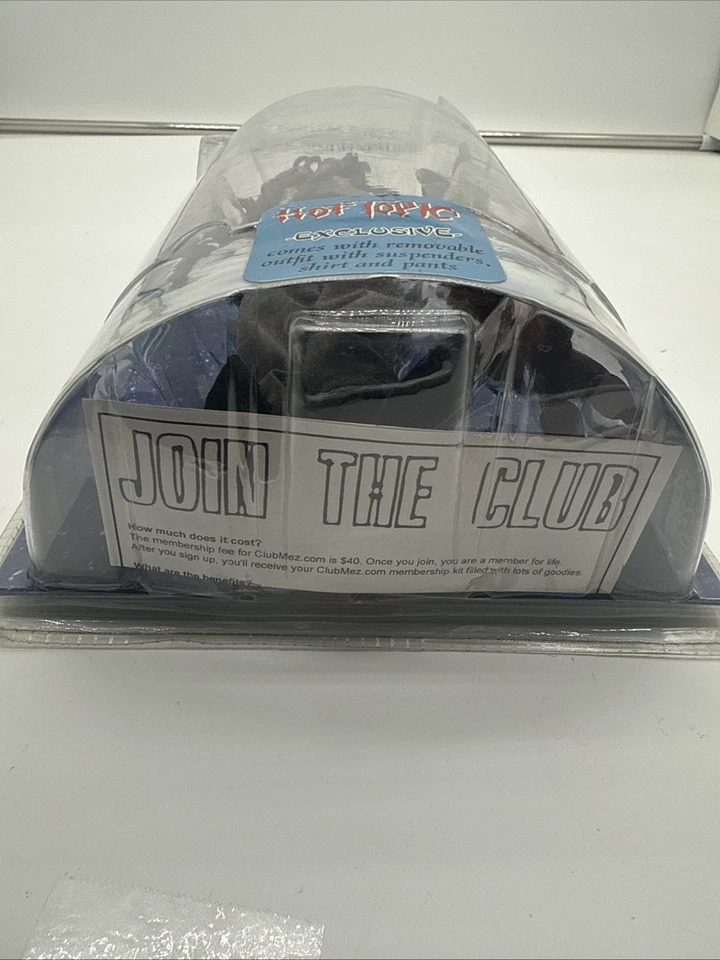 HOT TOPIC
-EXCLUSIVE-
comes with removable
outfit with suspenders,
shirt and pants
JOIN THE CLUB
How much does it cost?
The membership fee for ClubMez.com is $40. Once you join, you are a member for life.
After you sign up, you'll receive your ClubMez.com membership kit filled with lots of goodies.
What are the benefits?